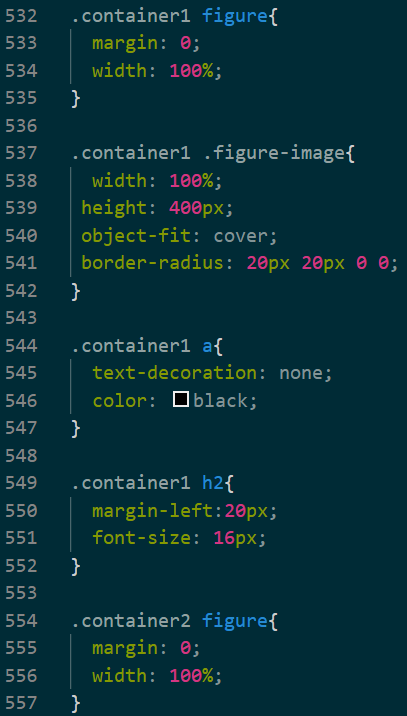 532 .container1 figure{
533 margin: 0;
534 width: 100%;
535 }
536
537 .container1 .figure-image{
538 width: 100%;
539 height: 400px;
540 object-fit: cover;
541 border-radius: 20px 20px 0 0;
542 }
543
544 .container1 a{
545 text-decoration: none;
546 color: black;
547 }
548
549 .container1 h2{
550 margin-left:20px;
551 font-size: 16px;
552 }
553
554 .container2 figure{
555 margin: 0;
556 width: 100%;
557 }